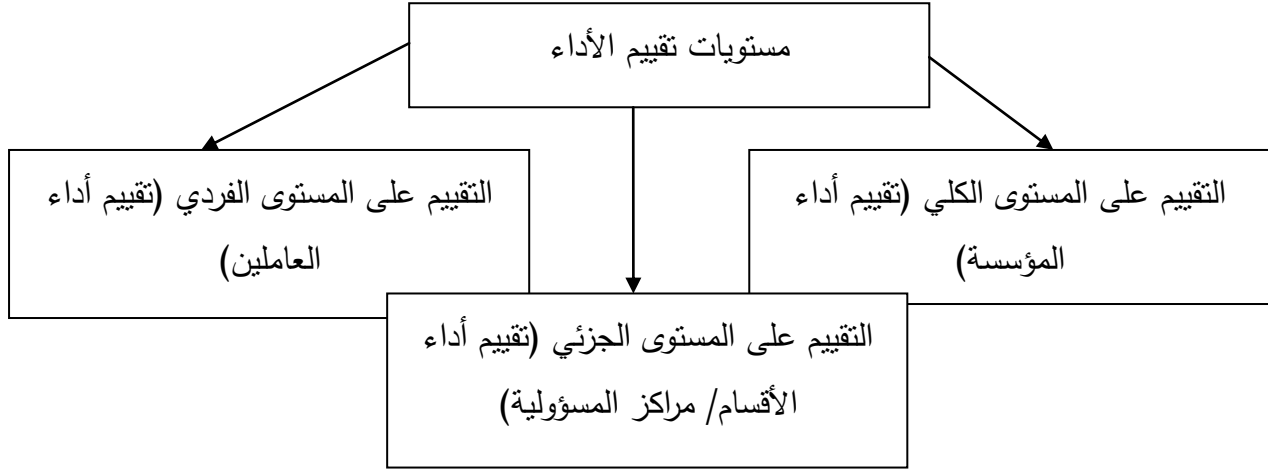 مستويات تقييم الأداء
التقييم على المستوى الكلي (تقييم أداء
المؤسسة)
التقييم على المستوى الجزئي (تقييم أداء
الأقسام/ مراكز المسؤولية)
التقييم على المستوى الفردي (تقييم أداء
العاملين)